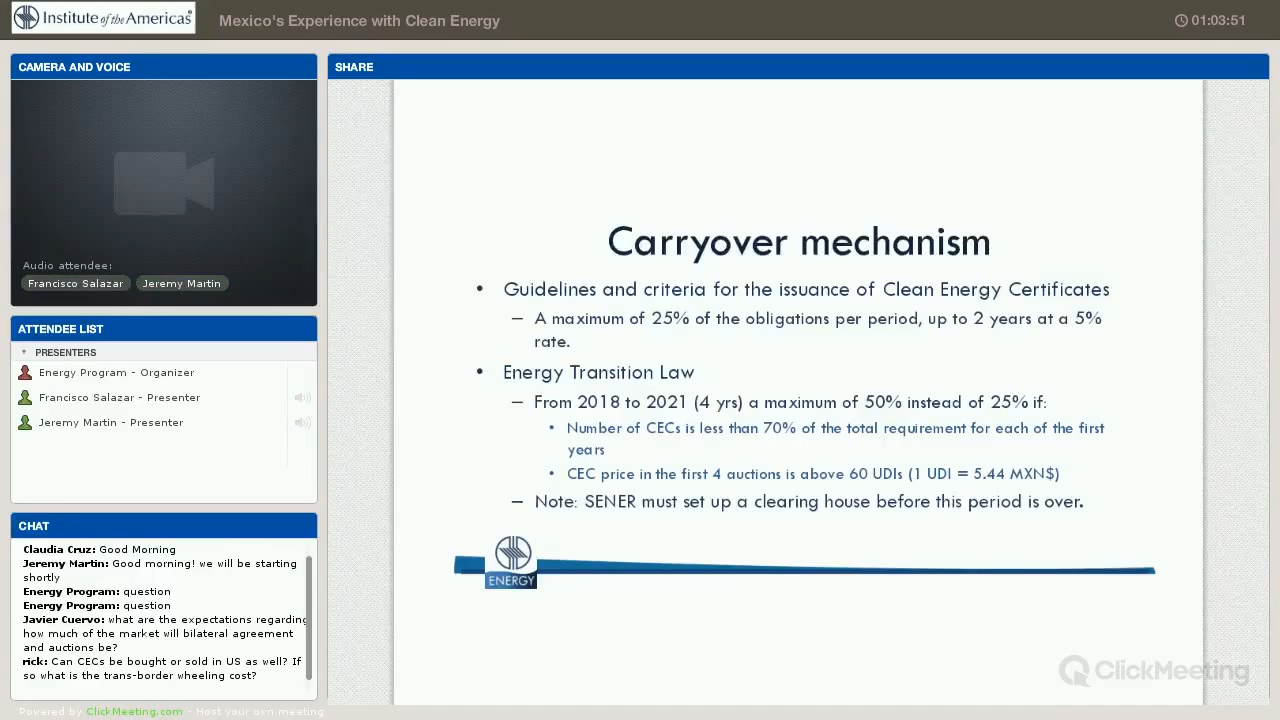 Institute of the Americas
Mexico's Experience with Clean Energy
01:03:51
CAMERA AND VOICE
Audio attendee:
Francisco Salazar
Jeremy Martin
ATTENDEE LIST
PRESENTERS
Energy Program - Organizer
Francisco Salazar - Presenter
Jeremy Martin - Presenter
CHAT
Claudia Cruz: Good Morning
Jeremy Martin: Good morning! we will be starting
shortly
Energy Program: question
Energy Program: question
Javier Cuervo: what are the expectations regarding
how much of the market will bilateral agreement
and auctions be?
rick: Can CECs be bought or sold in US as well? If
so what is the trans-border wheeling cost?
SHARE
Carryover mechanism
• Guidelines and criteria for the issuance of Clean Energy Certificates
– A maximum of 25% of the obligations per period, up to 2 years at a 5%
rate.
• Energy Transition Law
– From 2018 to 2021 (4 yrs) a maximum of 50% instead of 25% if:
• Number of CECs is less than 70% of the total requirement for each of the first
years
• CEC price in the first 4 auctions is above 60 UDIs (1 UDI = 5.44 MXN$)
– Note: SENER must set up a clearing house before this period is over.
ENERGY
ClickMeeting
Powered by ClickMeeting.com - Host your own meeting